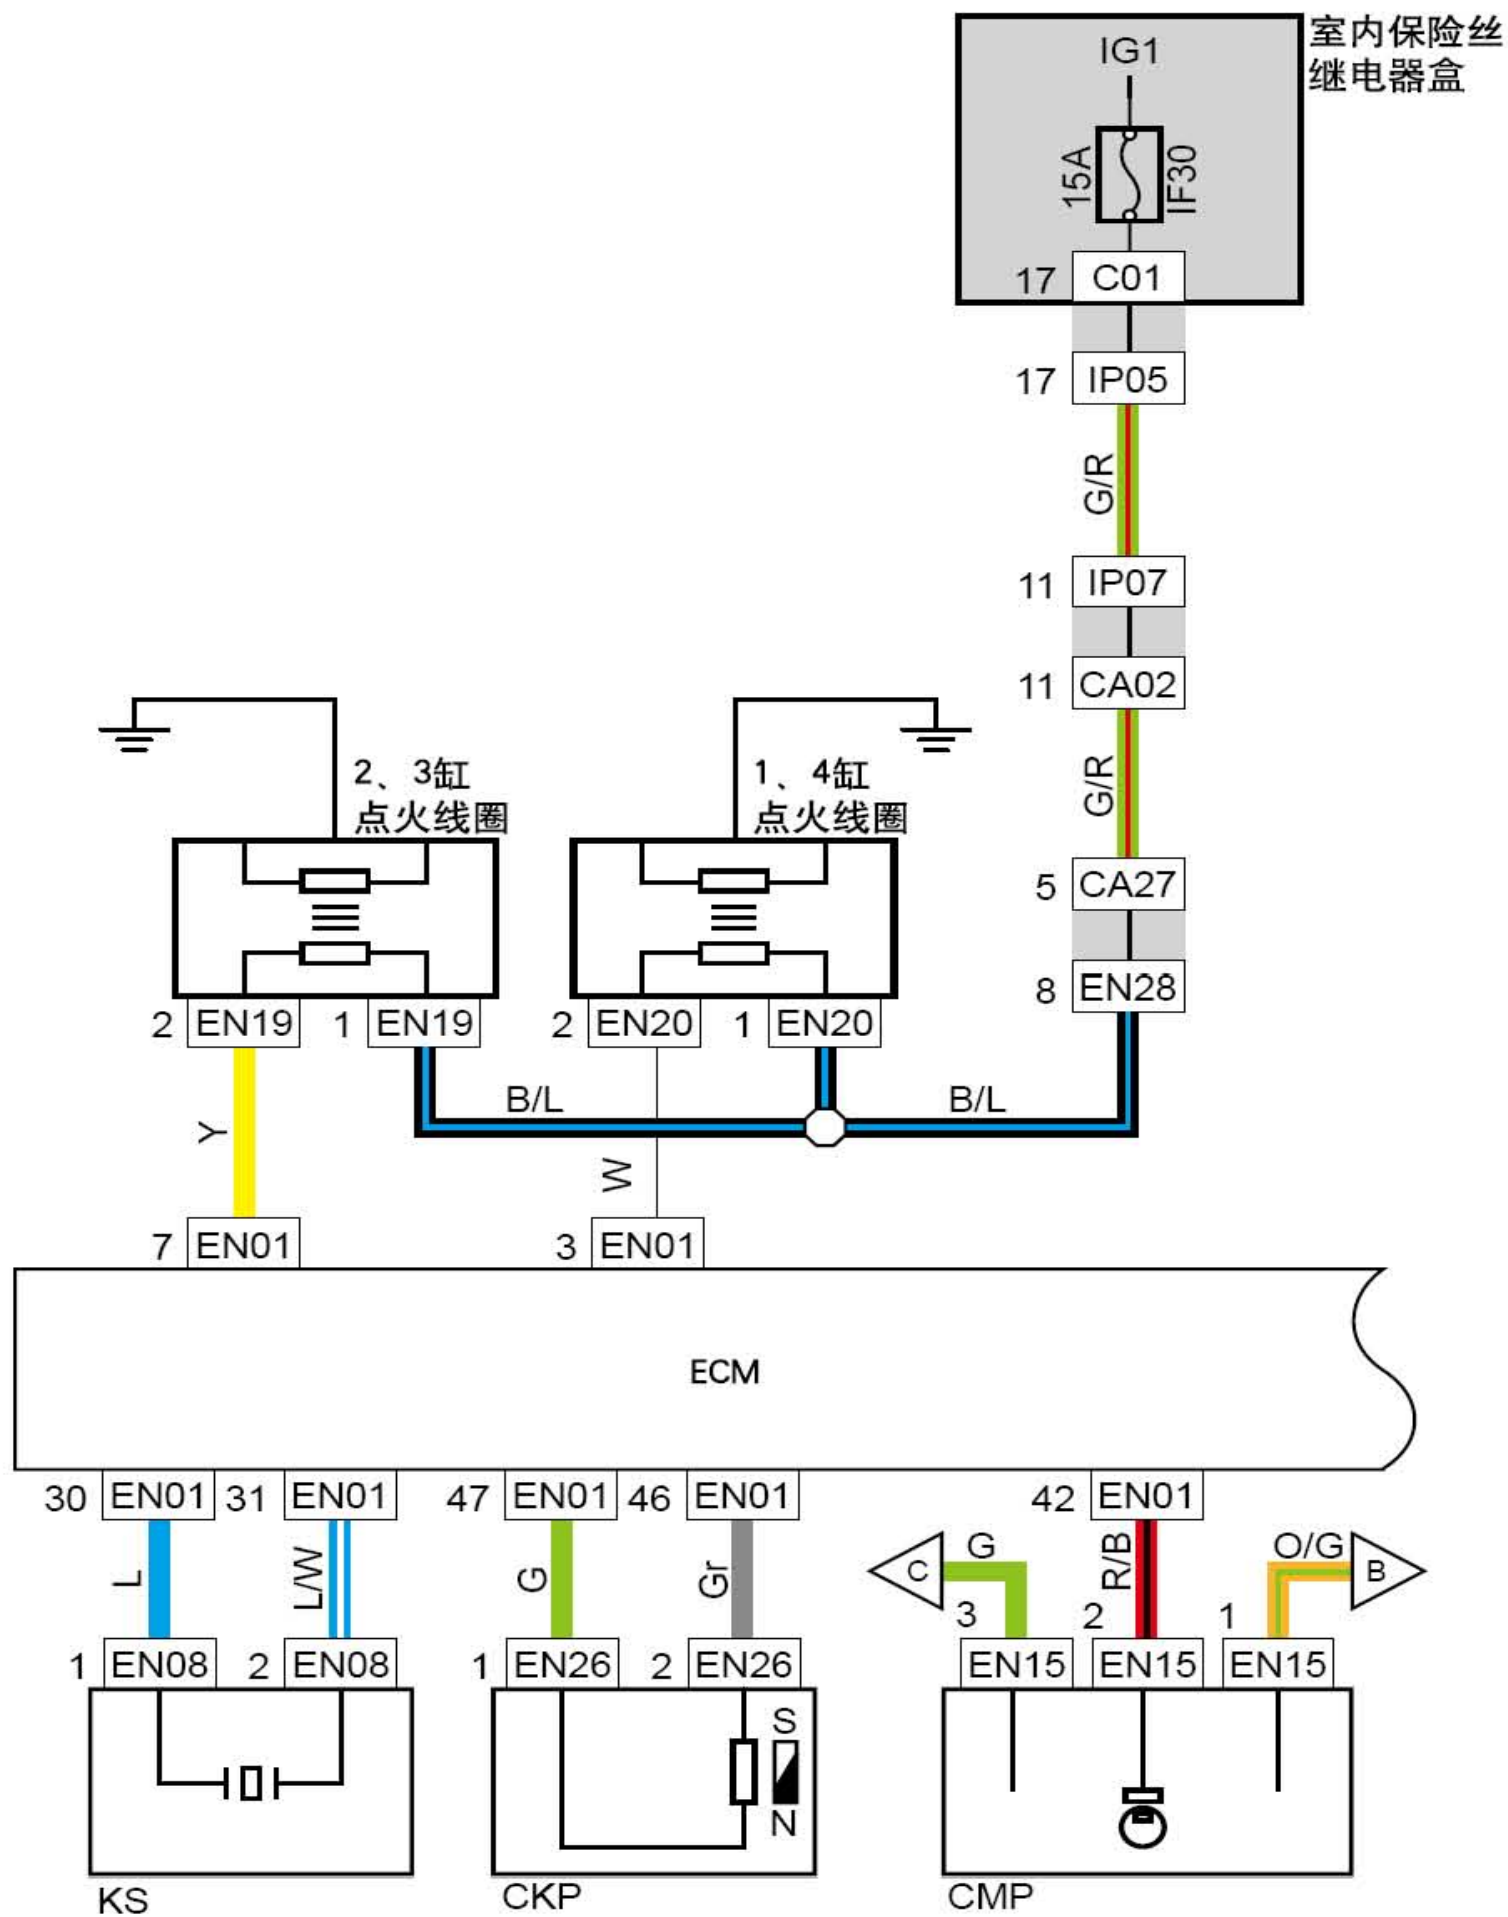 室内保险丝
继电器盒
IG1
15A
IF30
17 C01
17 IP05
G/R
11 IP07
11 CA02
G/R
5 CA27
8 EN28
2、3缸
点火线圈
1、4缸
点火线圈
2 EN19 1 EN19 2 EN20 1 EN20
B/L B/L
Y
W
7 EN01 3 EN01
ECM
30 EN01 31 EN01 47 EN01 46 EN01 42 EN01
L
L/W
G
Gr
C G
R/B
O/G B
3 2 1
1 EN08 2 EN08 1 EN26 2 EN26 EN15 EN15 EN15
S
N
KS CKP CMP